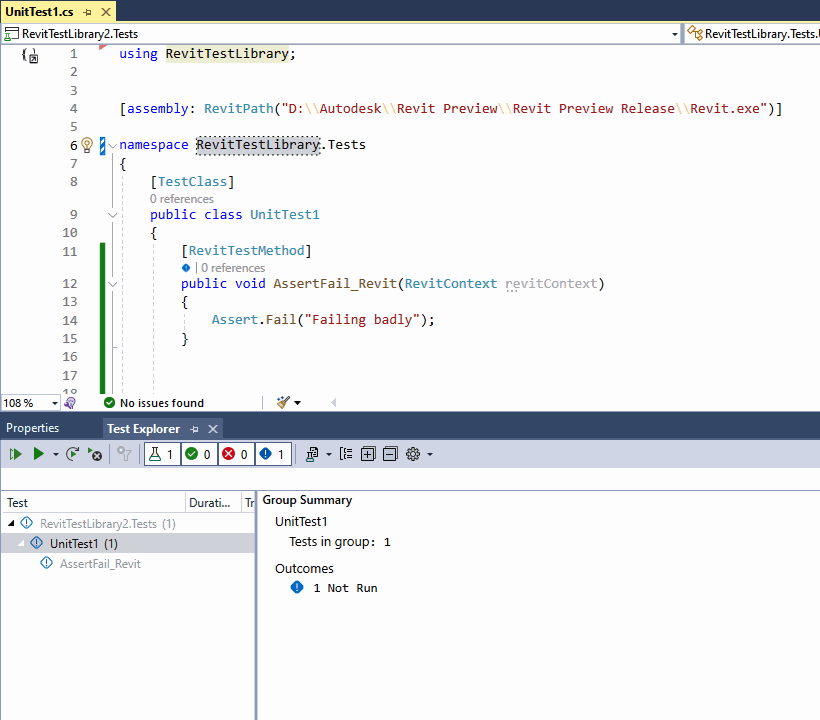 UnitTest1.cs
RevitTestLibrary2.Tests
RevitTestLibrary.Tests.
1 using RevitTestLibrary;
2
3
4 [assembly: RevitPath("D:\\Autodesk\\Revit Preview\\Revit Preview Release\\Revit.exe")]
5
6 namespace RevitTestLibrary.Tests
7 {
8 [TestClass]
0 references
9 public class UnitTest1
10 {
11 [RevitTestMethod]
0 references
12 public void AssertFail_Revit(RevitContext revitContext)
13 {
14 Assert.Fail("Failing badly");
15 }
16
17
18
108 % No issues found
Properties Test Explorer
1 0 0 1
Test Durati... Tr
RevitTestLibrary2.Tests (1)
UnitTest1 (1)
AssertFail_Revit
Group Summary
UnitTest1
Tests in group: 1
Outcomes
1 Not Run